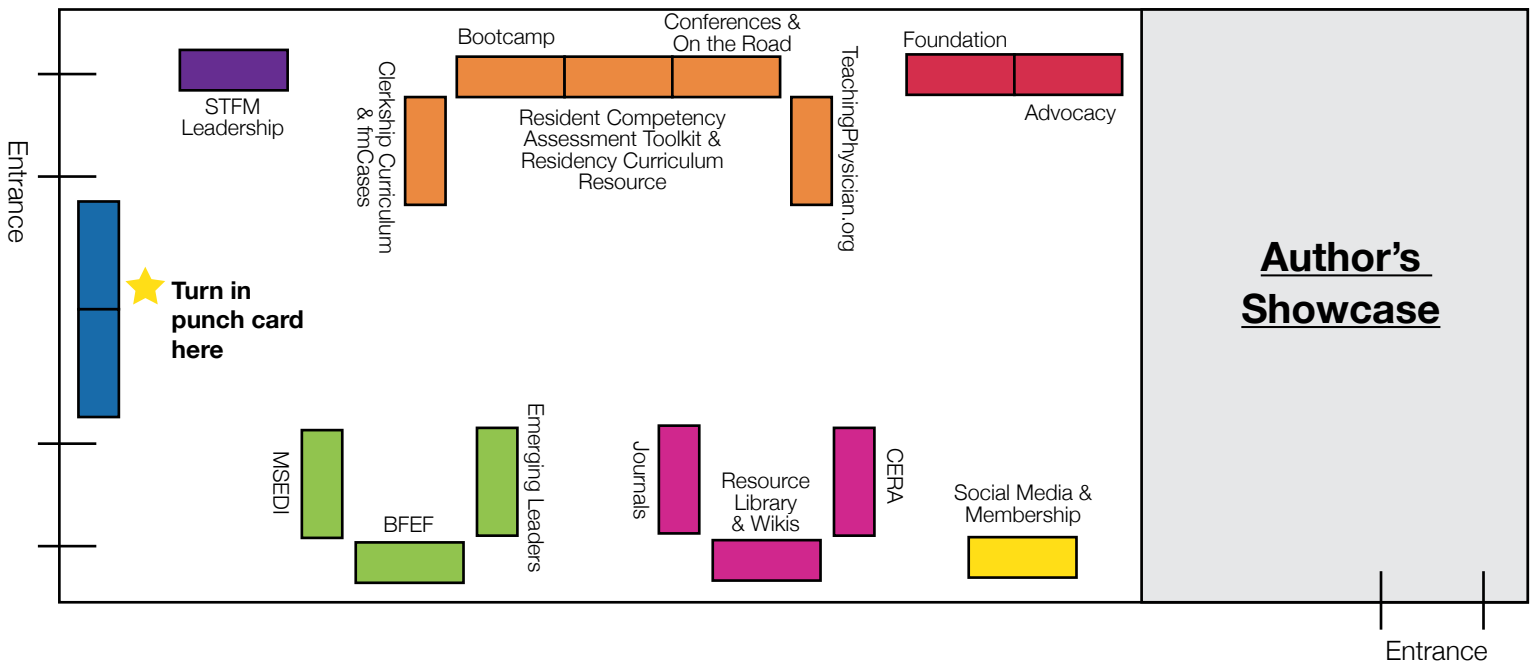 Conferences &
On the Road
Bootcamp
Foundation
STFM
Leadership
Clerkship Curriculum
& fmCases
Resident Competency
Assessment Toolkit &
Residency Curriculum
Resource
TeachingPhysician.org
Advocacy
Entrance
Turn in
punch card
here
Author's
Showcase
MSEDI
BFEF
Emerging Leaders
Journals
Resource
Library
& Wikis
CERA
Social Media &
Membership
Entrance